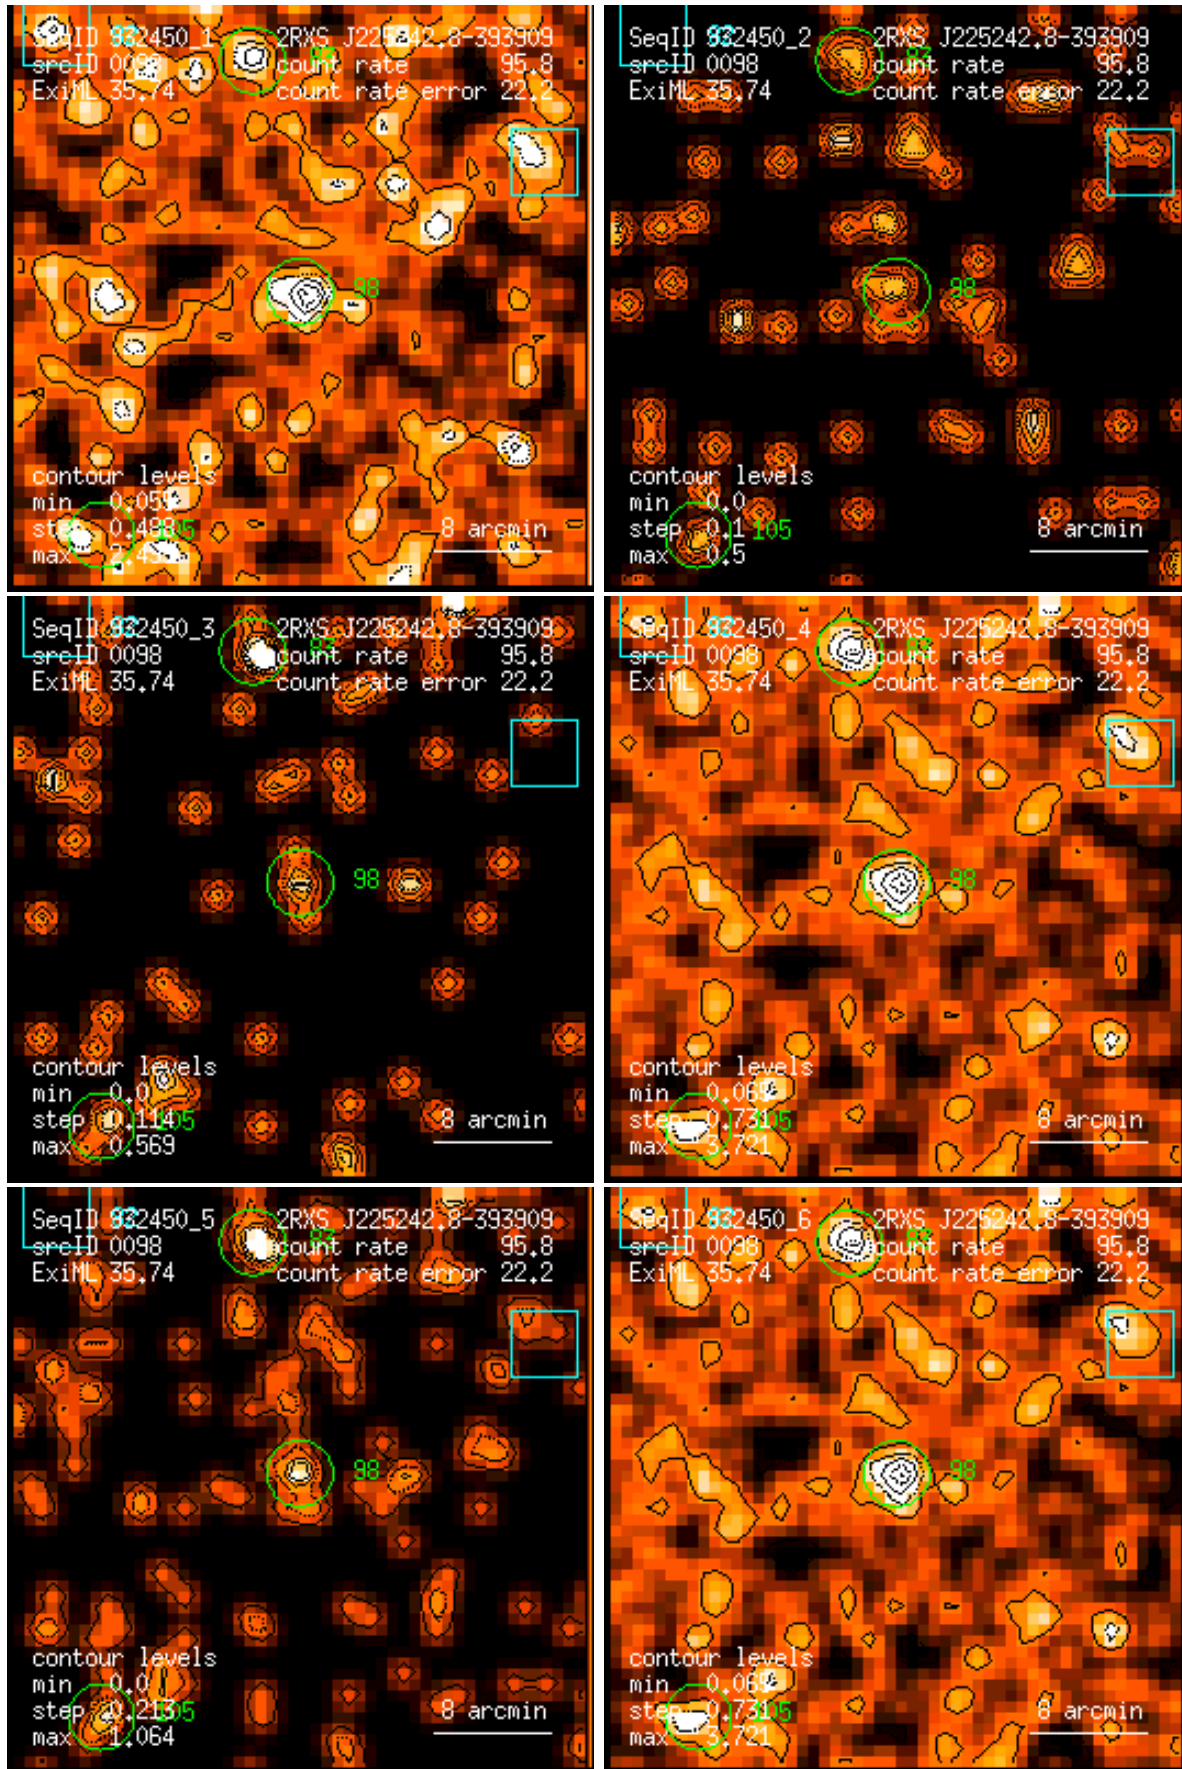 SeqID 932450_1 2RXS J225242.8-393909
srcID 0098 count rate 95.8
ExiML 35.74 count rate error 22.2
98
contour levels
min 0.05
step 0.488 105
max 8 arcmin
SeqID 932450_2 2RXS J225242.8-393909
srcID 0098 count rate 95.8
ExiML 35.74 count rate error 22.2
98
contour levels
min 0.0
step 0.1 105 8 arcmin
max 0.5
SeqID 932450_3 2RXS J225242.8-393909
srcID 0098 count rate 95.8
ExiML 35.74 count rate error 22.2
98
contour levels
min 0.0
step 0.114 105 8 arcmin
max 0.569
SeqID 932450_4 2RXS J225242.8-393909
srcID 0098 count rate 95.8
ExiML 35.74 count rate error 22.2
98
contour levels
min 0.065
step 0.731 105 8 arcmin
max 3.721
SeqID 932450_5 2RXS J225242.8-393909
srcID 0098 count rate 95.8
ExiML 35.74 count rate error 22.2
98
contour levels
min 0.0
step 0.213 105 8 arcmin
max 1.064
SeqID 932450_6 2RXS J225242.8-393909
srcID 0098 count rate 95.8
ExiML 35.74 count rate error 22.2
98
contour levels
min 0.065
step 0.731 105 8 arcmin
max 3.721